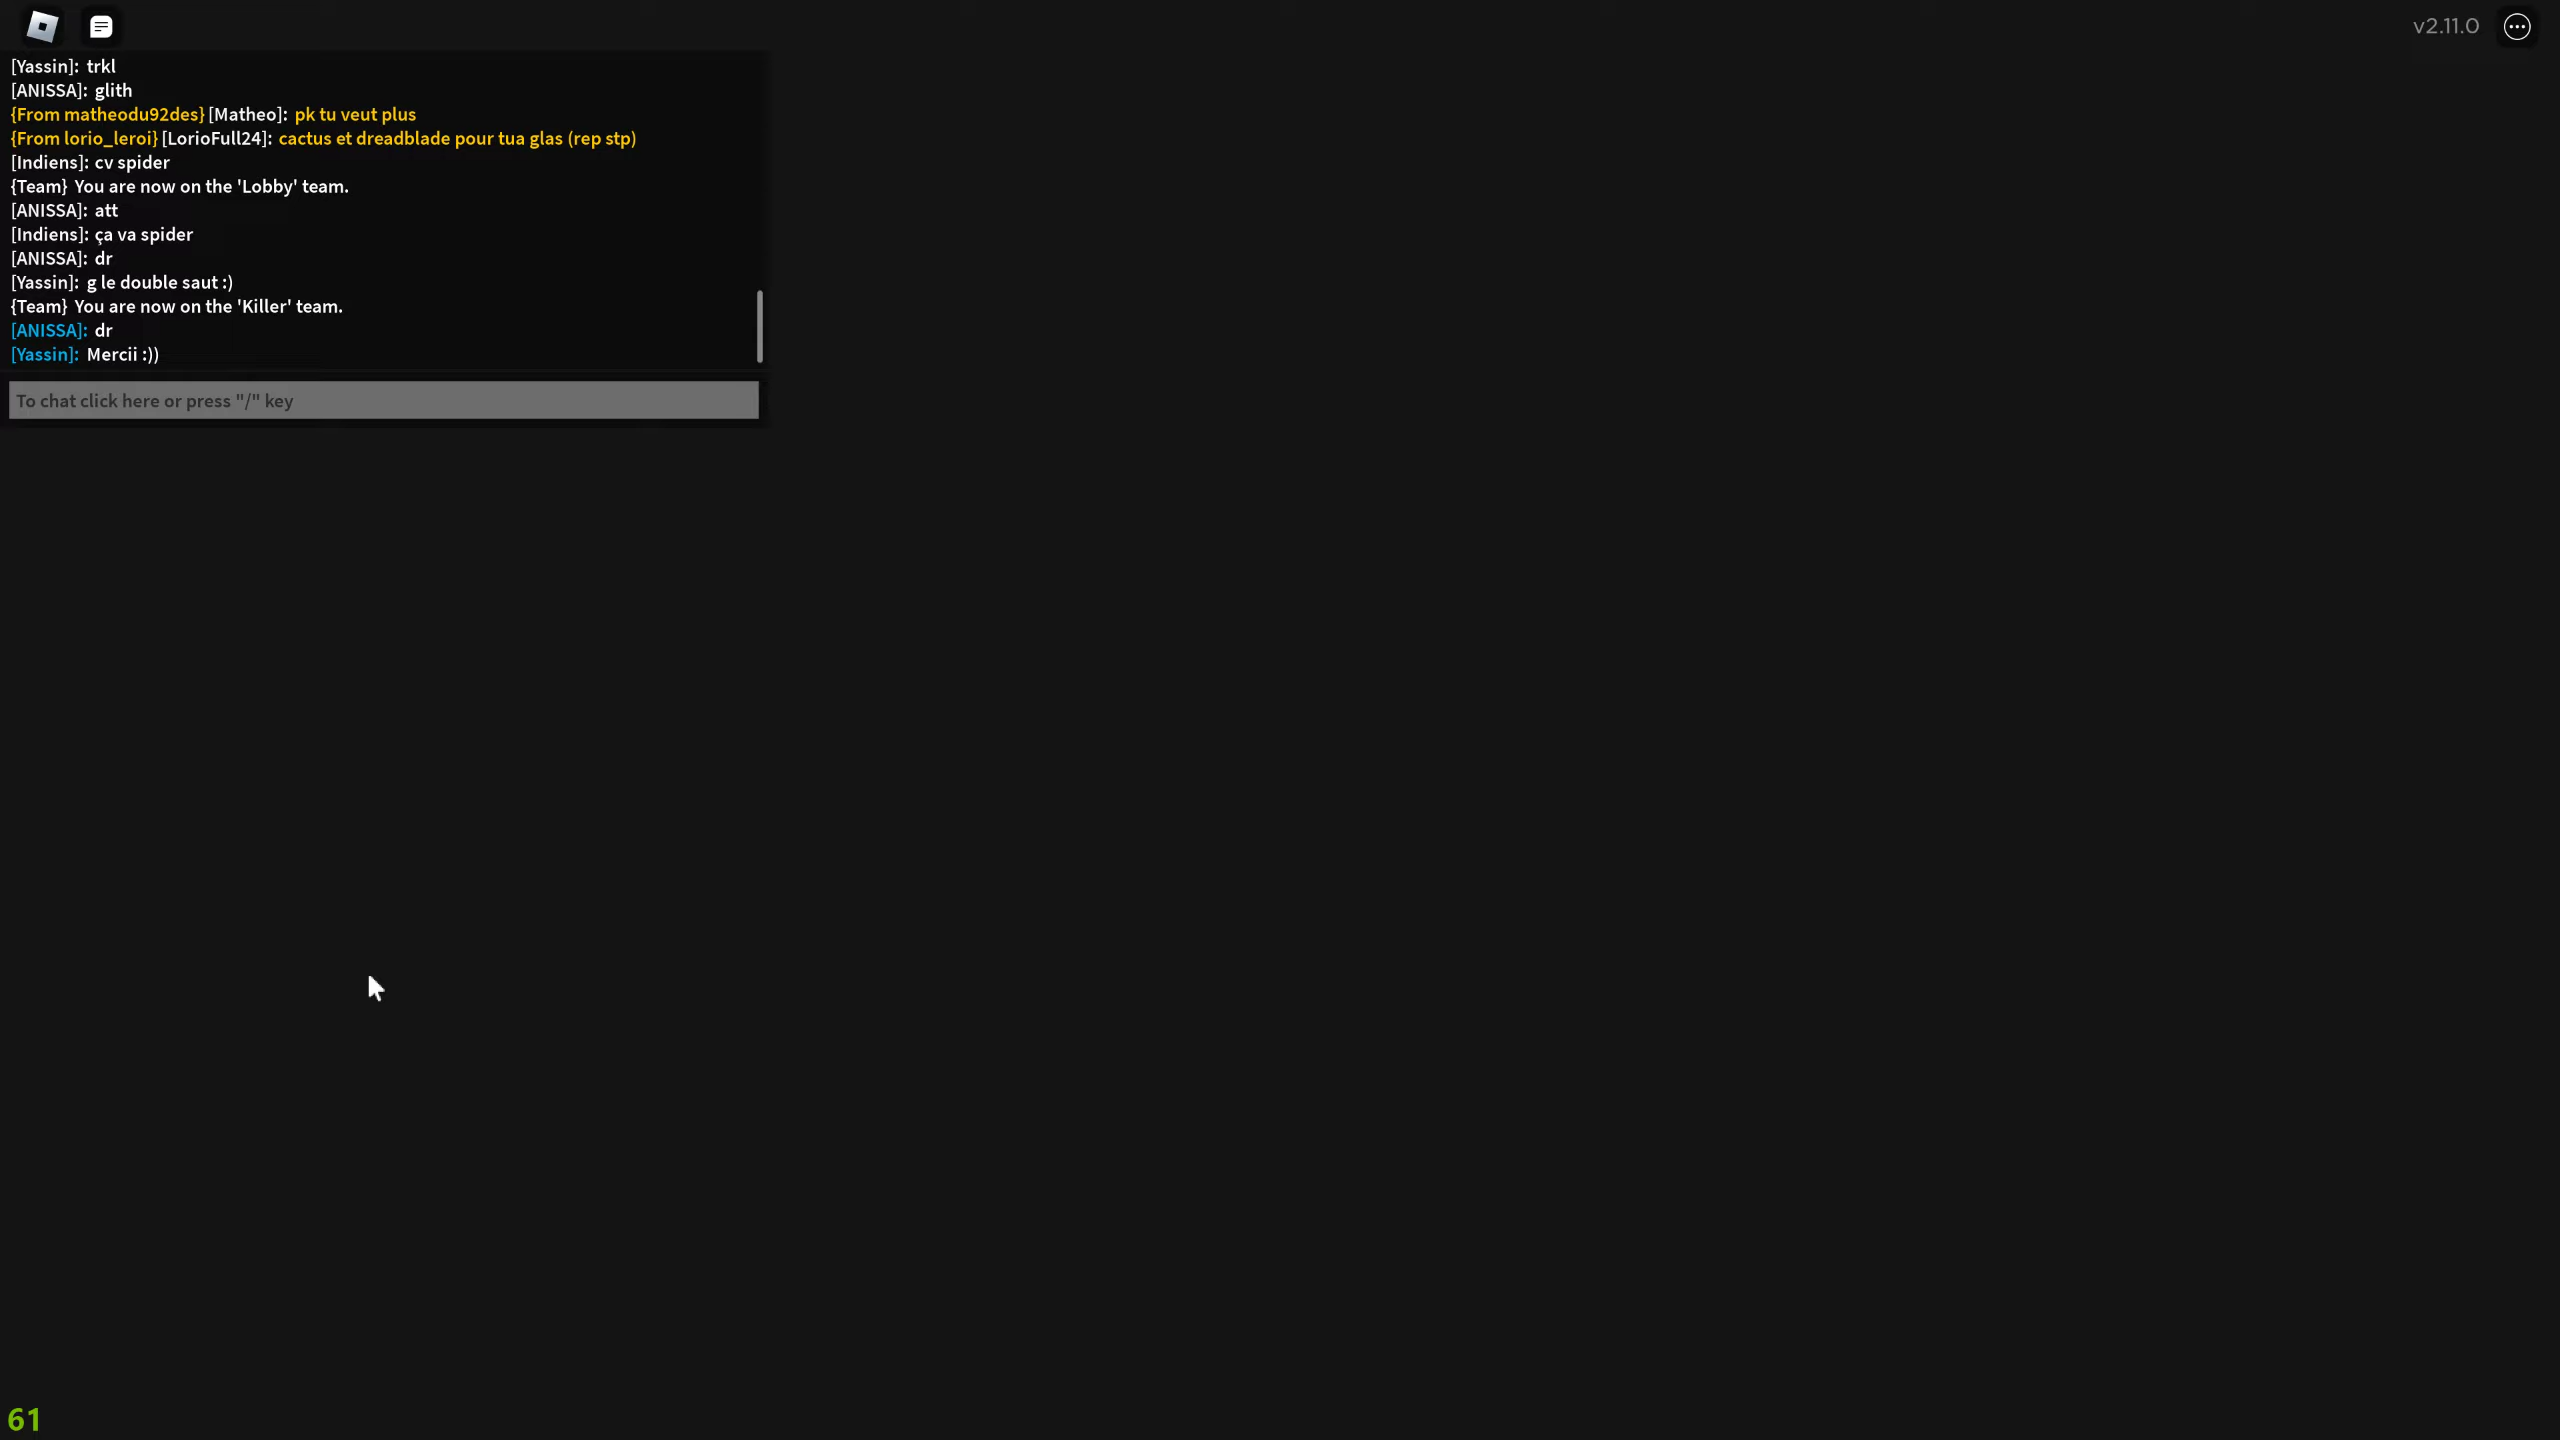 v2.11.0
[Yassin]: trkl
[ANISSA]: glith
{From matheodu92des} [Matheo]: pk tu veut plus
{From lorio_leroi} [LorioFull24]: cactus et dreadblade pour tua glas (rep stp)
[Indiens]: cv spider
{Team} You are now on the 'Lobby' team.
[ANISSA]: att
[Indiens]: ça va spider
[ANISSA]: dr
[Yassin]: g le double saut :)
{Team} You are now on the 'Killer' team.
[ANISSA]: dr
[Yassin]: Mercii :))
To chat click here or press "/" key
61